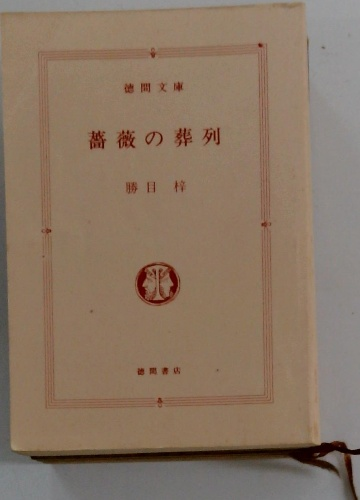 徳間文庫
薔薇の葬列
勝目 梓
徳間書店